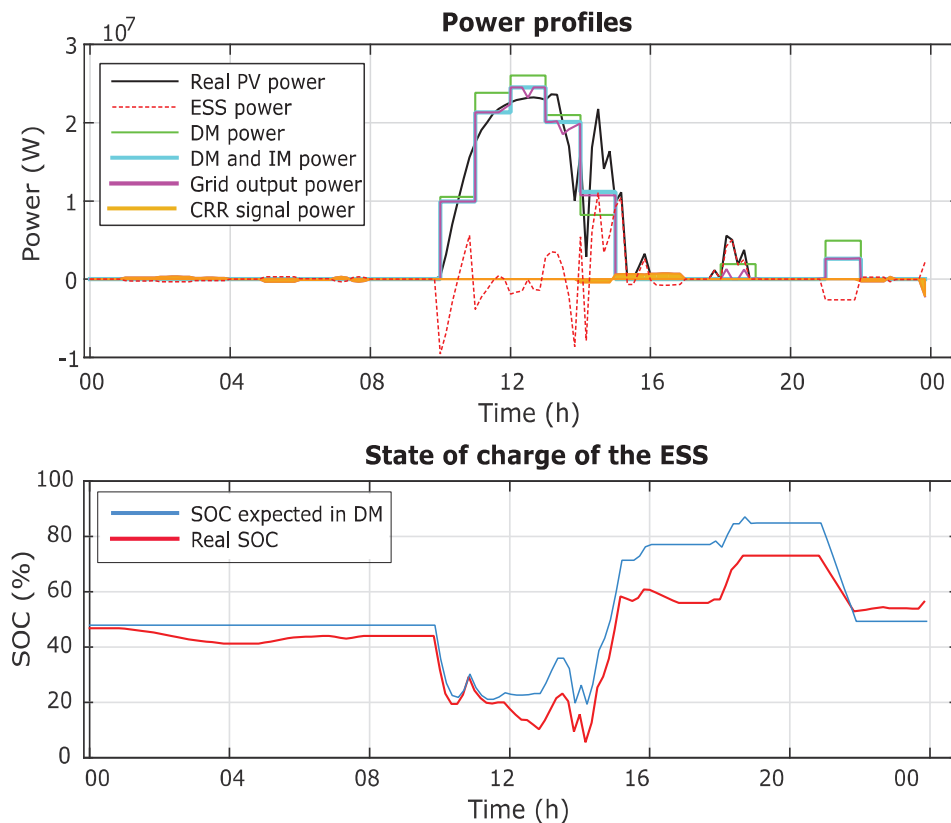 Power profiles
10^7
3
2
1
0
-1
Power (W)
Real PV power
ESS power
DM power
DM and IM power
Grid output power
CRR signal power
00 04 08 12 16 20 00
Time (h)
State of charge of the ESS
100
80
60
40
20
0
SOC (%)
SOC expected in DM
Real SOC
00 04 08 12 16 20 00
Time (h)